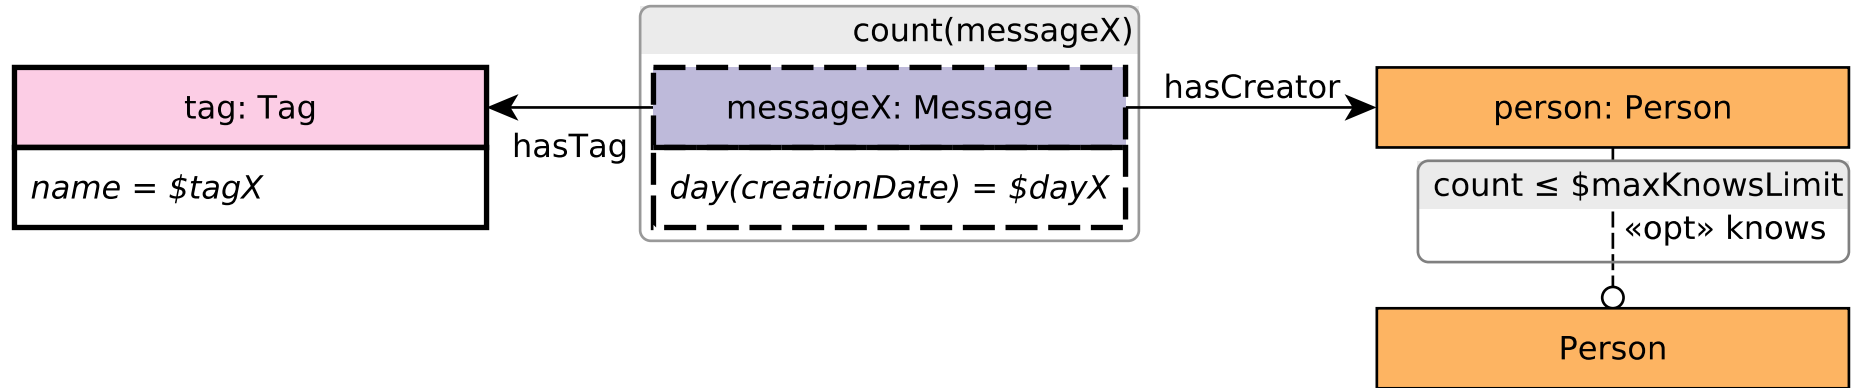 count(messageX)
tag: Tag
messageX: Message
hasCreator
person: Person
hasTag
name = $tagX
day(creationDate) = $dayX
count ≤ $maxKnowsLimit
«opt» knows
Person